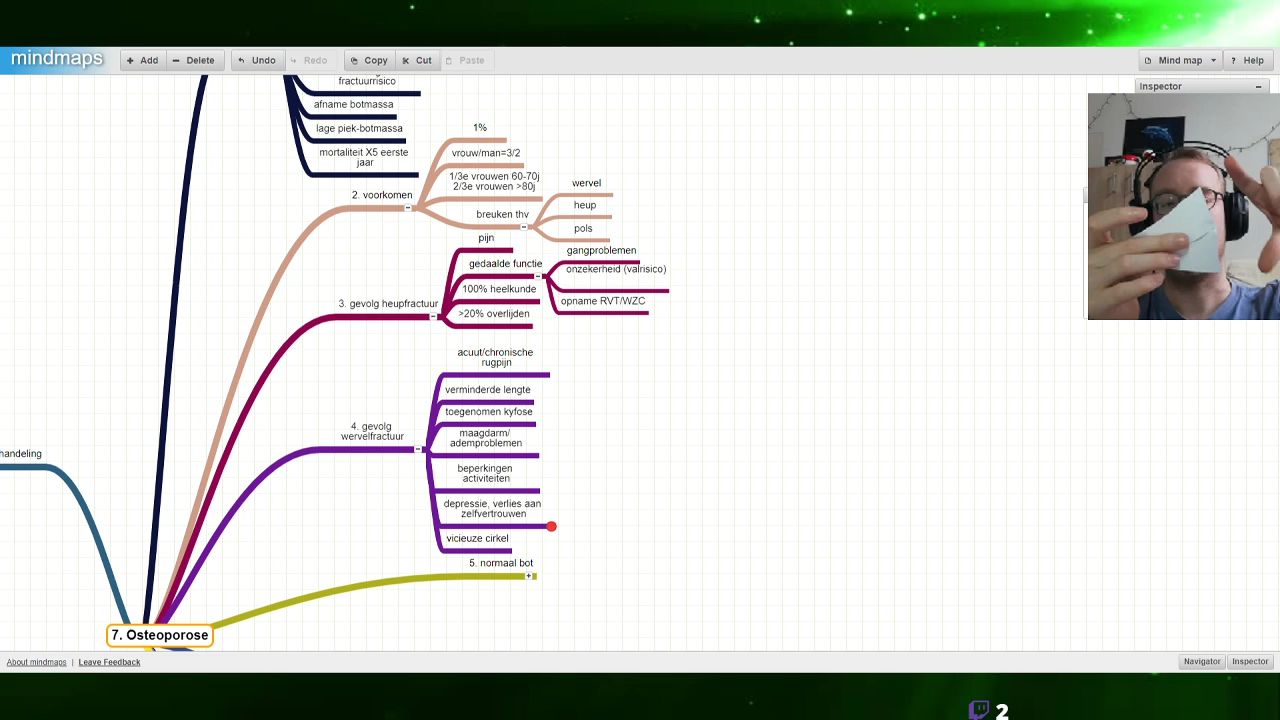 mindmaps
Add
Delete
Undo
Redo
Copy
Cut
Paste
Mind map
Help
Inspector
fractuurrisico
afname botmassa
lage piek-botmassa
mortaliteit X5 eerste
jaar
2. voorkomen
1%
vrouw/man=3/2
1/3e vrouwen 60-70j
2/3e vrouwen >80j
breuken thv
wervel
heup
pols
3. gevolg heupfractuur
pijn
gedaalde functie
gangproblemen
onzekerheid (valrisico)
opname RVT/WZC
100% heelkunde
>20% overlijden
4. gevolg
wervelfractuur
acuut/chronische
rugpijn
verminderde lengte
toegenomen kyfose
maagdarm/
ademproblemen
beperkingen
activiteiten
depressie, verlies aan
zelfvertrouwen
vicieuze cirkel
5. normaal bot
handeling
7. Osteoporose
About mindmaps | Leave Feedback
Navigator
Inspector
2